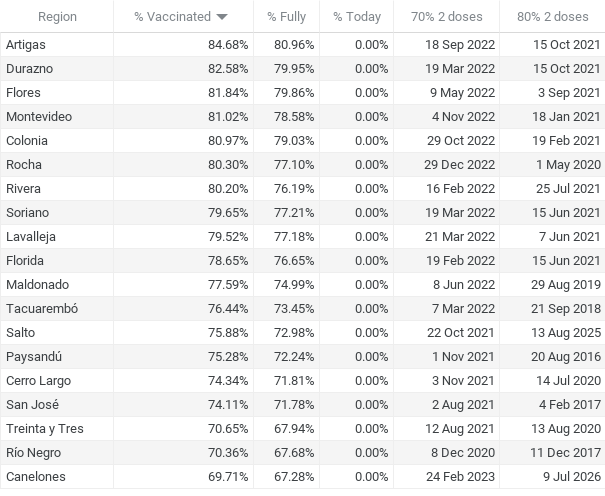 Region % Vaccinated % Fully % Today 70% 2 doses 80% 2 doses
Artigas 84.68% 80.96% 0.00% 18 Sep 2022 15 Oct 2021
Durazno 82.58% 79.95% 0.00% 19 Mar 2022 15 Oct 2021
Flores 81.84% 79.86% 0.00% 9 May 2022 3 Sep 2021
Montevideo 81.02% 78.58% 0.00% 4 Nov 2022 18 Jan 2021
Colonia 80.97% 79.03% 0.00% 29 Oct 2022 19 Feb 2021
Rocha 80.30% 77.10% 0.00% 29 Dec 2022 1 May 2020
Rivera 80.20% 76.19% 0.00% 16 Feb 2022 25 Jul 2021
Soriano 79.65% 77.21% 0.00% 19 Mar 2022 15 Jun 2021
Lavalleja 79.52% 77.18% 0.00% 21 Mar 2022 7 Jun 2021
Florida 78.65% 76.65% 0.00% 19 Feb 2022 15 Jun 2021
Maldonado 77.59% 74.99% 0.00% 8 Jun 2022 29 Aug 2019
Tacuarembó 76.44% 73.45% 0.00% 7 Mar 2022 21 Sep 2018
Salto 75.88% 72.98% 0.00% 22 Oct 2021 13 Aug 2025
Paysandú 75.28% 72.24% 0.00% 1 Nov 2021 20 Aug 2016
Cerro Largo 74.34% 71.81% 0.00% 3 Nov 2021 14 Jul 2020
San José 74.11% 71.78% 0.00% 2 Aug 2021 4 Feb 2017
Treinta y Tres 70.65% 67.94% 0.00% 12 Aug 2021 13 Aug 2020
Río Negro 70.36% 67.68% 0.00% 8 Dec 2020 11 Dec 2017
Canelones 69.71% 67.28% 0.00% 24 Feb 2023 9 Jul 2026